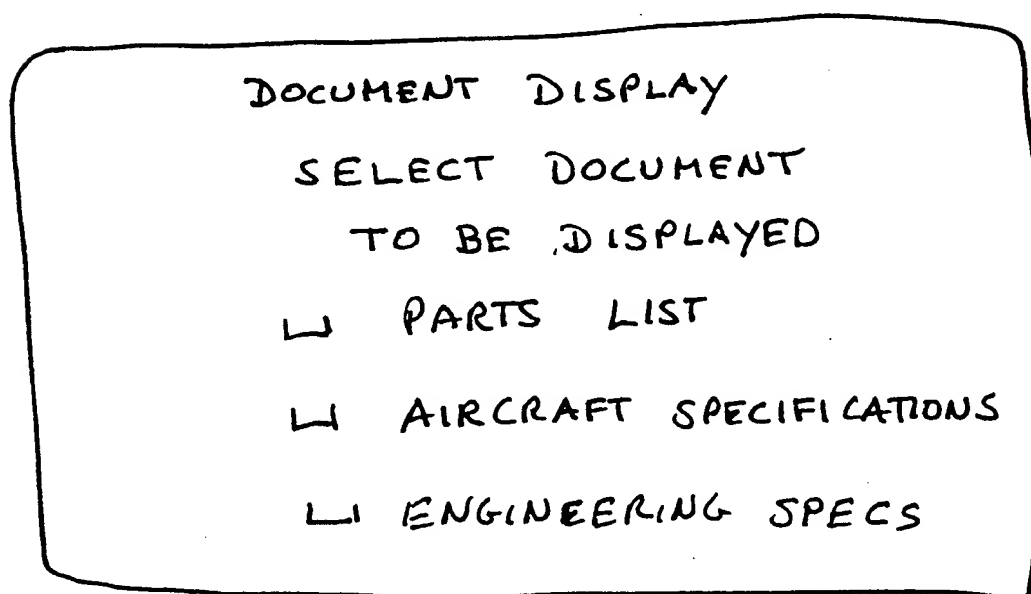 DOCUMENT DISPLAY
SELECT DOCUMENT
TO BE DISPLAYED
PARTS LIST
AIRCRAFT SPECIFICATIONS
ENGINEERING SPECS